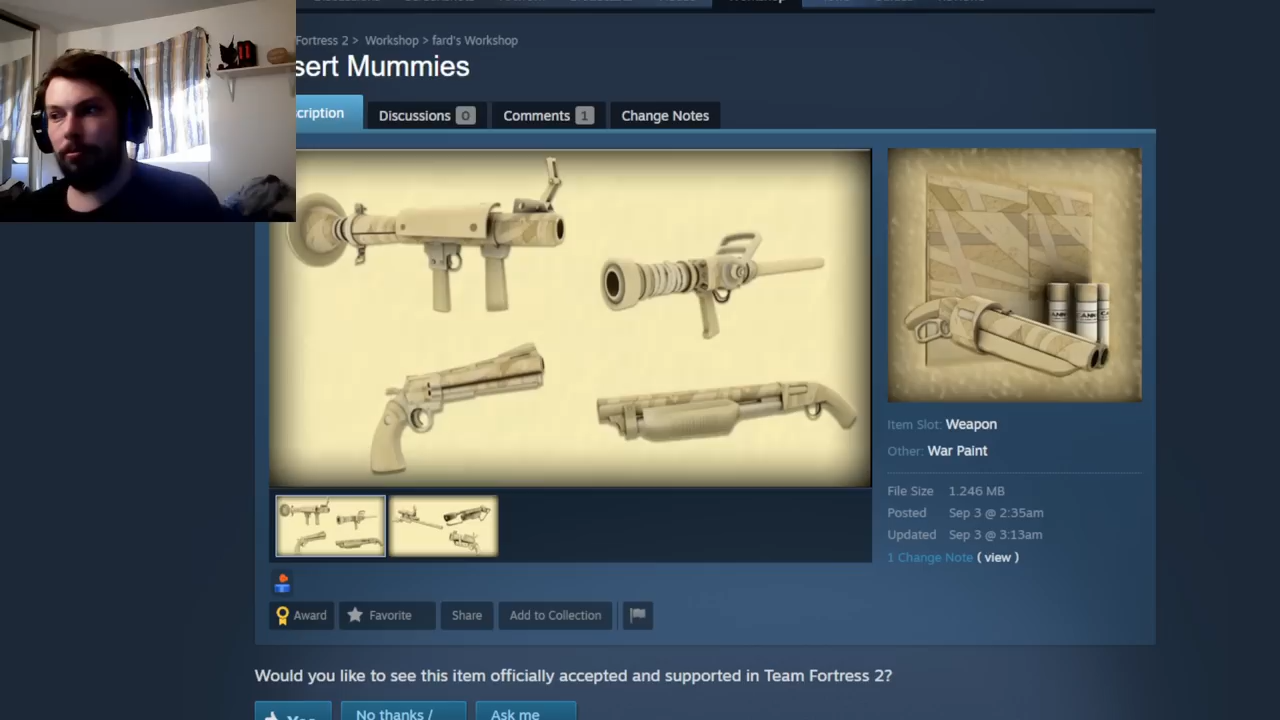 Fortress 2 > Workshop > fard's Workshop
sert Mummies
cription
Discussions 0
Comments 1
Change Notes
Item Slot: Weapon
Other: War Paint
File Size 1.246 MB
Posted Sep 3 @ 2:35am
Updated Sep 3 @ 3:13am
1 Change Note ( view )
Award
Favorite
Share
Add to Collection
Would you like to see this item officially accepted and supported in Team Fortress 2?
No thanks /
Ask me